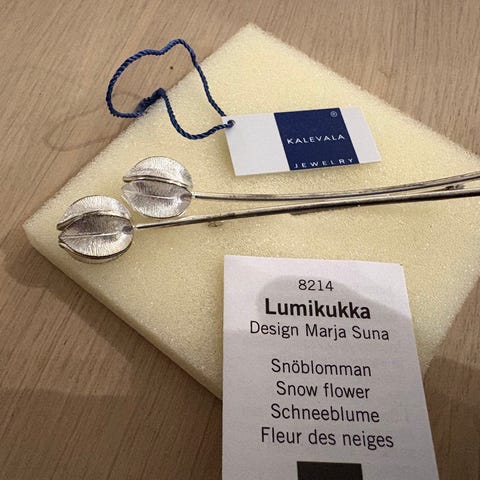 ®
KALEVALA
JEWELRY
8214
Lumikukka
Design Marja Suna
Snöblomman
Snow flower
Schneeblume
Fleur des neiges